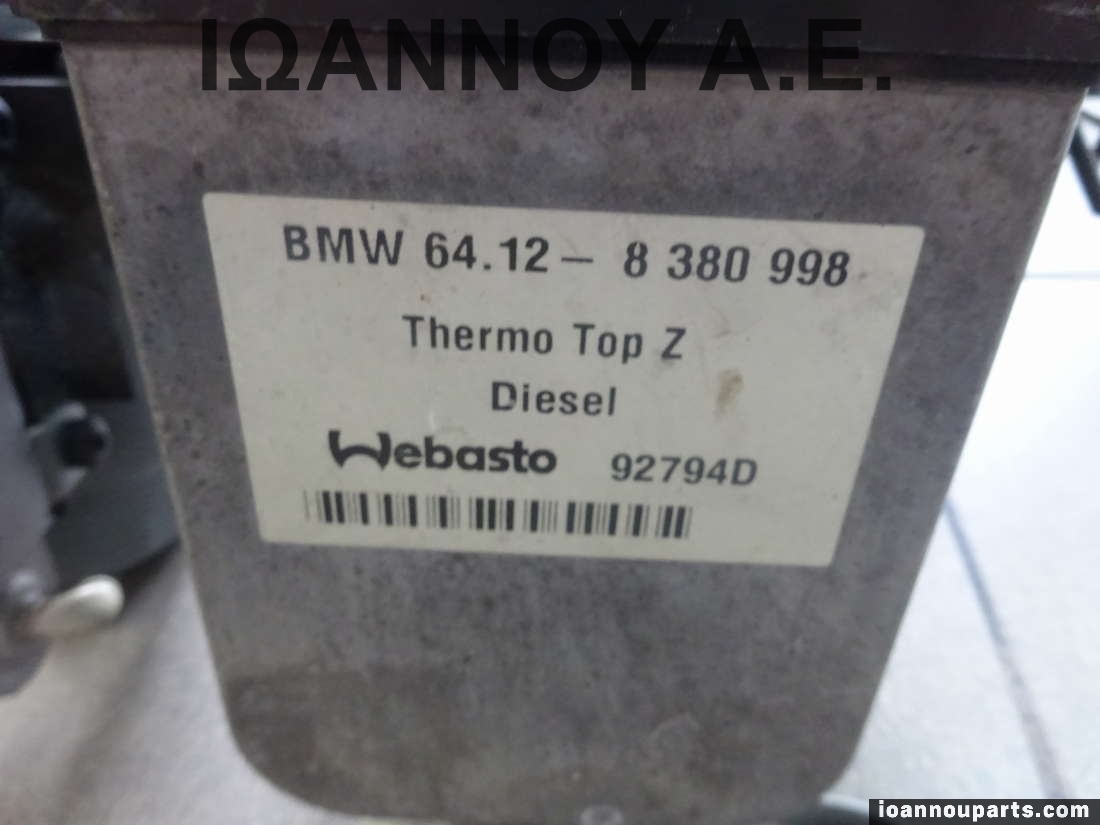 ΙΩΑΝΝΟΥ Α.Ε.
BMW 64.12 – 8 380 998
Thermo Top Z
Diesel
Webasto 92794D
ioannouparts.com